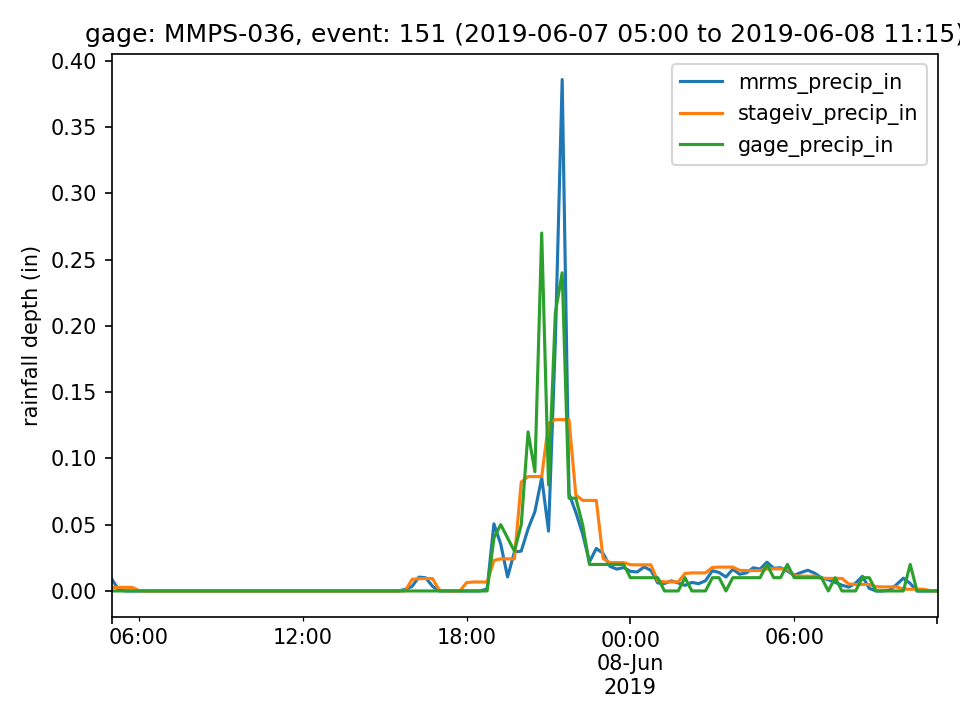 gage: MMPS-036, event: 151 (2019-06-07 05:00 to 2019-06-08 11:15)
0.40
0.35
0.30
0.25
0.20
0.15
0.10
0.05
0.00
rainfall depth (in)
mrms_precip_in
stageiv_precip_in
gage_precip_in
06:00
12:00
18:00
00:00
08-Jun
2019
06:00